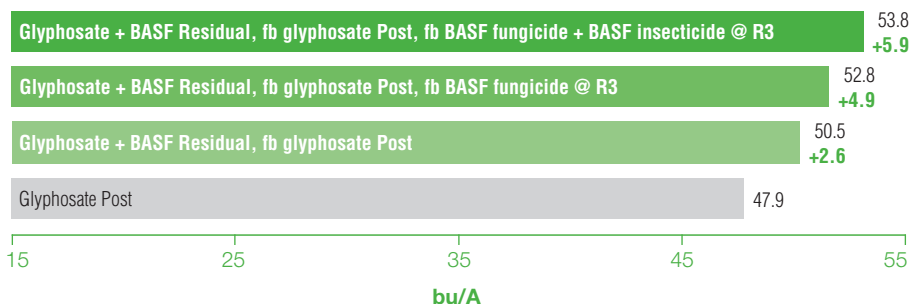 Glyphosate + BASF Residual, fb glyphosate Post, fb BASF fungicide + BASF insecticide @ R3
53.8
+5.9
Glyphosate + BASF Residual, fb glyphosate Post, fb BASF fungicide @ R3
52.8
+4.9
Glyphosate + BASF Residual, fb glyphosate Post
50.5
+2.6
Glyphosate Post
47.9
15 25 35 45 55
bu/A